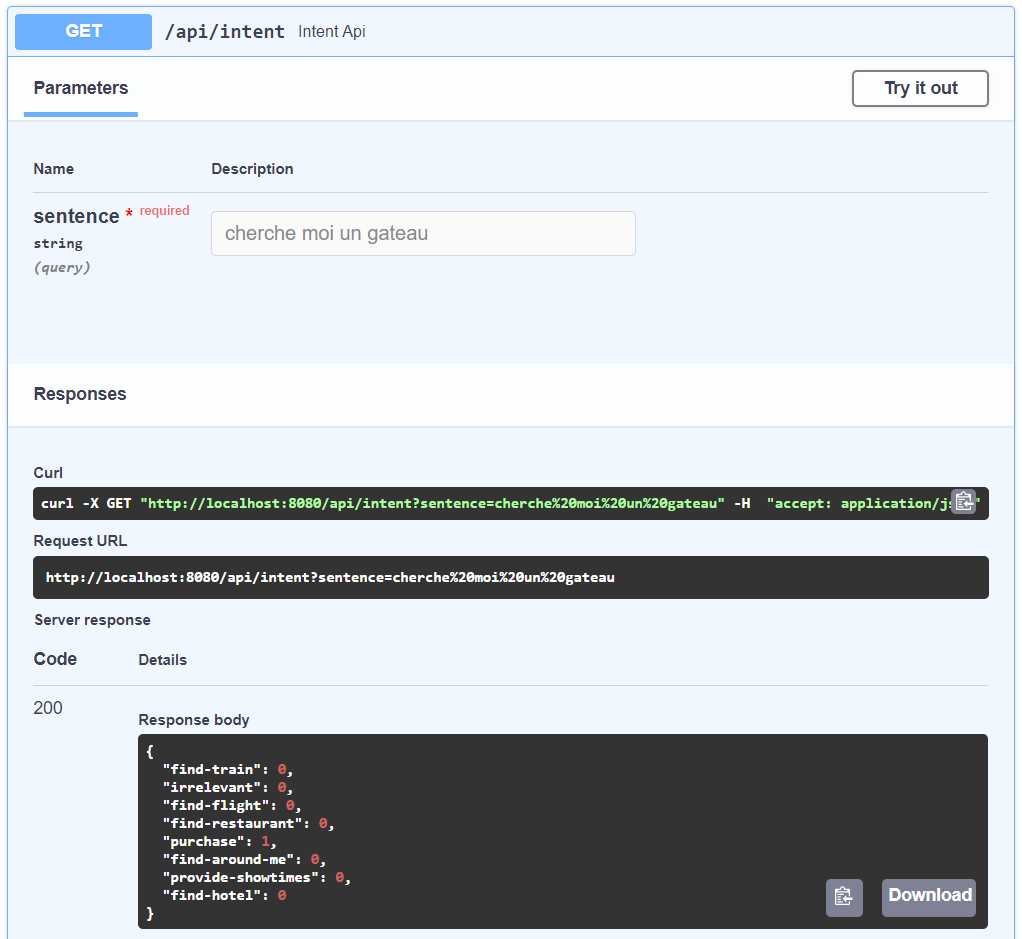 GET /api/intent Intent Api
Parameters
Try it out
Name Description
sentence * required
cherche moi un gateau
string
(query)
Responses
Curl
curl -X GET "http://localhost:8080/api/intent?sentence=cherche%20moi%20un%20gateau" -H "accept: application/js"
Request URL
http://localhost:8080/api/intent?sentence=cherche%20moi%20un%20gateau
Server response
Code Details
200
Response body
{
"find-train": 0,
"irrelevant": 0,
"find-flight": 0,
"find-restaurant": 0,
"purchase": 1,
"find-around-me": 0,
"provide-showtimes": 0,
"find-hotel": 0
}
Download